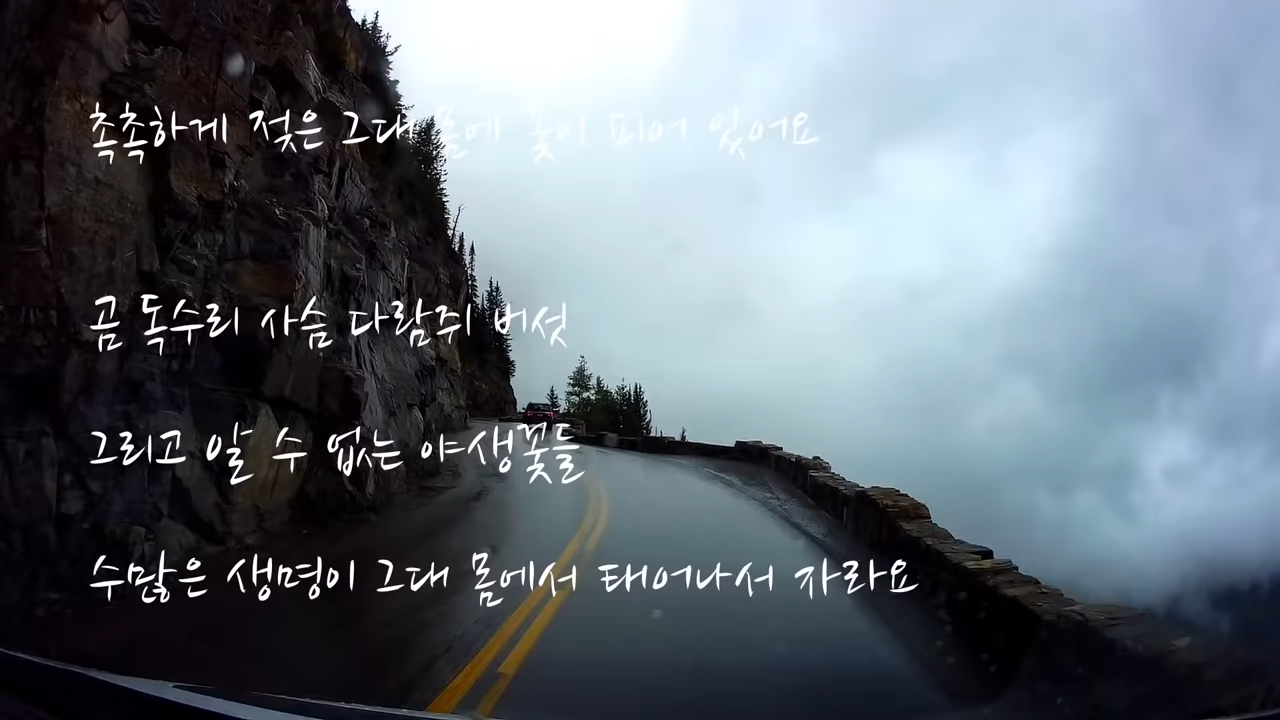 촉촉하게 젖은 그대 몸에 꽃이 피어 있어요
곰 독수리 사슴 다람쥐 버섯
그리고 알 수 없는 야생꽃들
수많은 생명이 그대 몸에서 태어나서 자라요